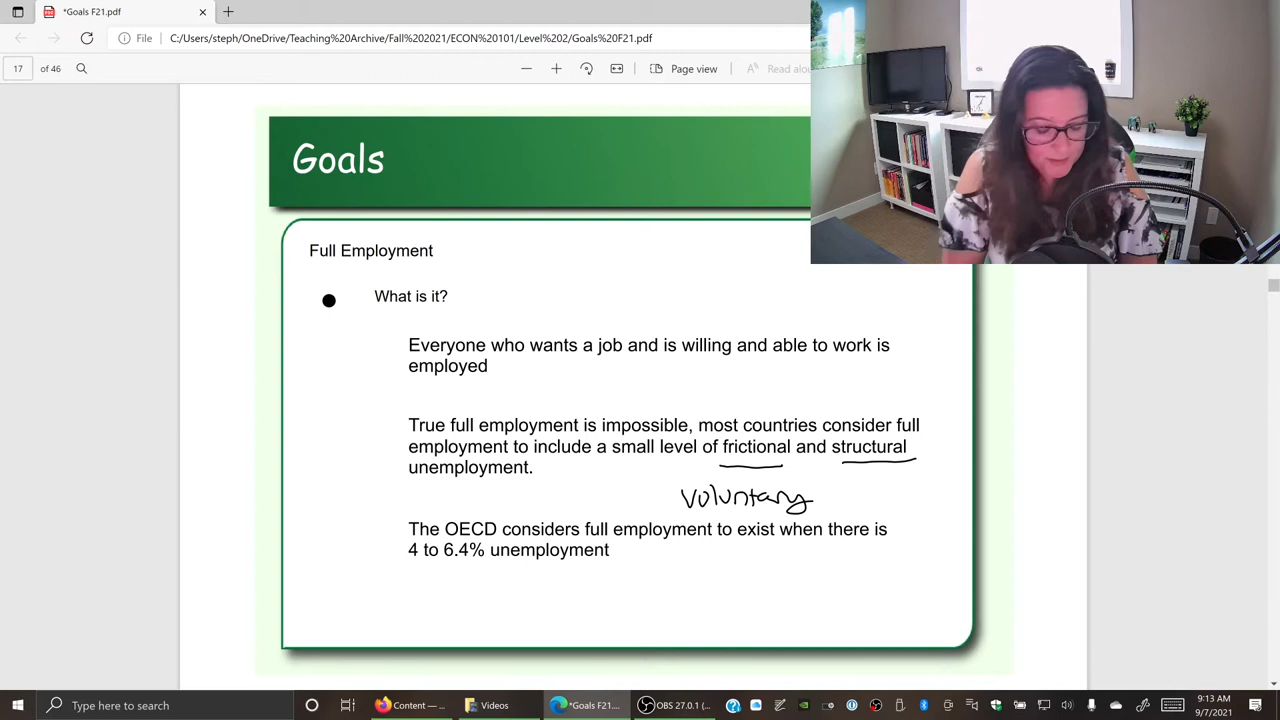 *Goals F21.pdf
File
C:/Users/steph/OneDrive/Teaching%20Archive/Fall%202021/ECON%20101/Level%202/Goals%20F21.pdf
17 of 46
Page view
Read alou
Goals
Full Employment
What is it?
Everyone who wants a job and is willing and able to work is
employed
True full employment is impossible, most countries consider full
employment to include a small level of frictional and structural
unemployment.
voluntary
The OECD considers full employment to exist when there is
4 to 6.4% unemployment
Type here to search
Content —...
Videos
*Goals F21....
OBS 27.0.1 (...
9:13 AM
9/7/2021